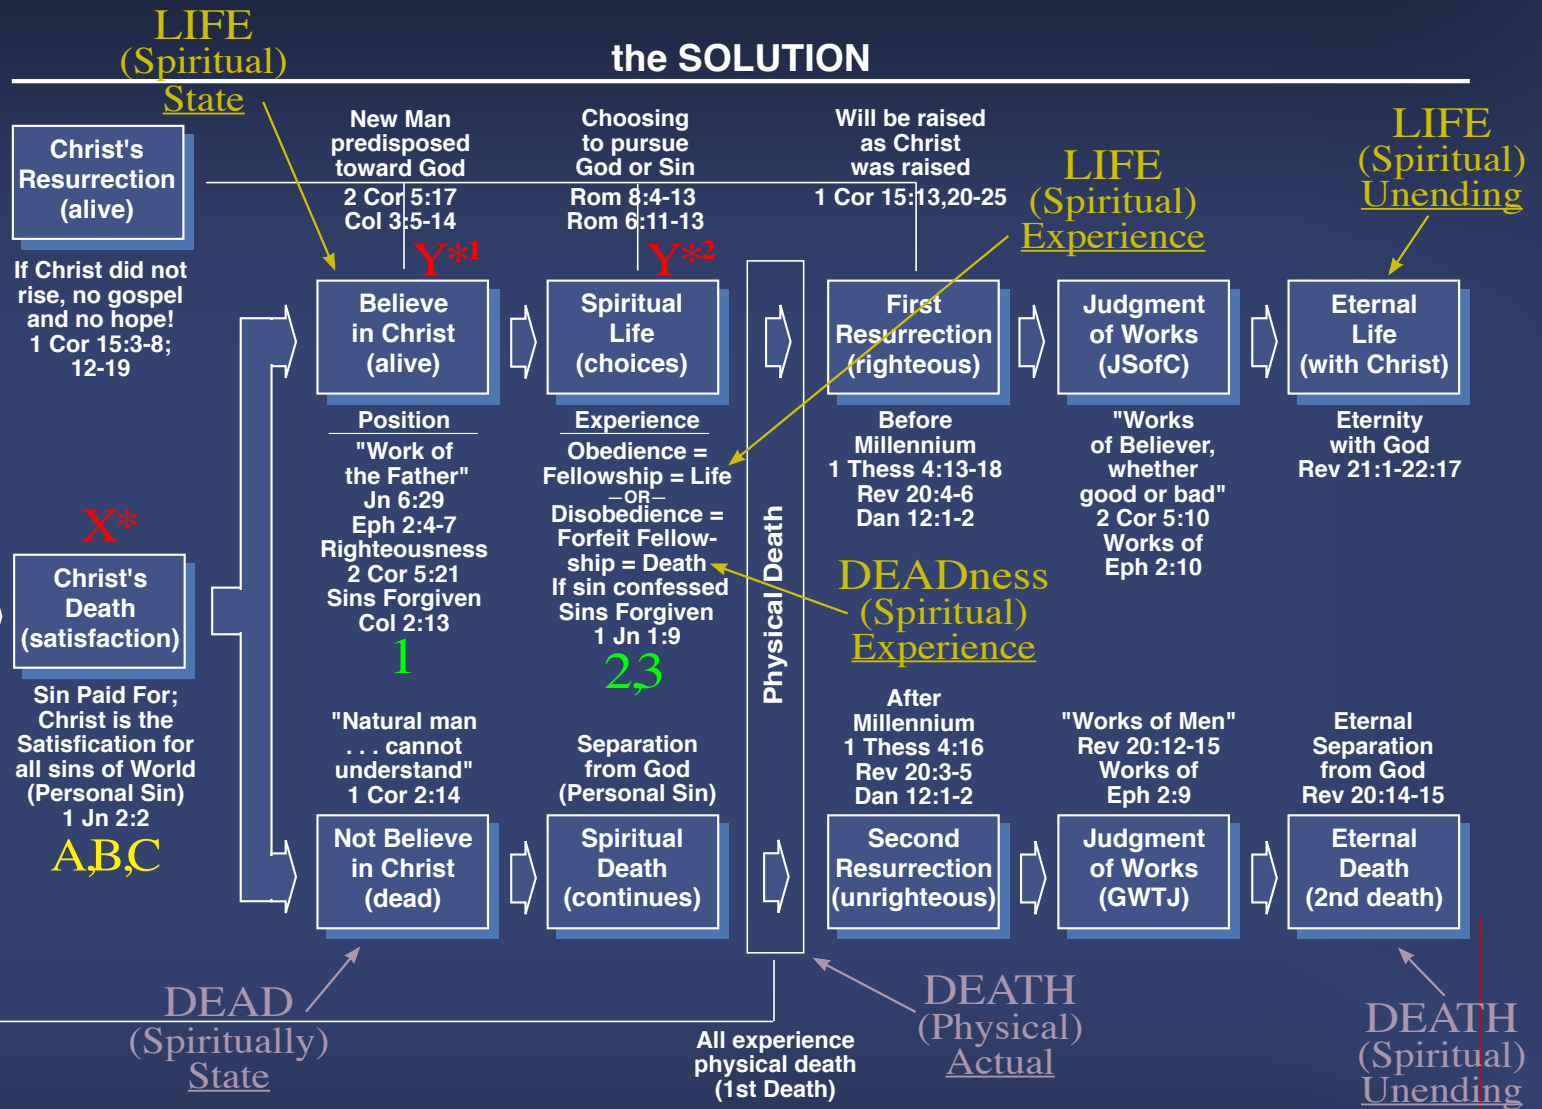 LIFE
(Spiritual)
State
the SOLUTION
Christ's
Resurrection
(alive)
If Christ did not
rise, no gospel
and no hope!
1 Cor 15:3-8;
12-19
New Man
predisposed
toward God
2 Cor 5:17
Col 3:5-14
Y*1
Believe
in Christ
(alive)
Position
"Work of
the Father"
Jn 6:29
Eph 2:4-7
Righteousness
2 Cor 5:21
Sins Forgiven
Col 2:13
1
Choosing
to pursue
God or Sin
Rom 8:4-13
Rom 6:11-13
Y*2
Spiritual
Life
(choices)
Experience
Obedience =
Fellowship = Life
—OR—
Disobedience =
Forfeit Fellow-
ship = Death
If sin confessed
Sins Forgiven
1 Jn 1:9
2,3
Will be raised
as Christ
was raised
1 Cor 15:13,20-25
LIFE
(Spiritual)
Experience
First
Resurrection
(righteous)
Before
Millennium
1 Thess 4:13-18
Rev 20:4-6
Dan 12:1-2
Judgment
of Works
(JSofC)
"Works
of Believer,
whether
good or bad"
2 Cor 5:10
Works of
Eph 2:10
LIFE
(Spiritual)
Unending
Eternal
Life
(with Christ)
Eternity
with God
Rev 21:1-22:17
X*
Christ's
Death
(satisfaction)
Sin Paid For;
Christ is the
Satisfication for
all sins of World
(Personal Sin)
1 Jn 2:2
A,B,C
Physical Death
DEADness
(Spiritual)
Experience
"Natural man
. . . cannot
understand"
1 Cor 2:14
Not Believe
in Christ
(dead)
Separation
from God
(Personal Sin)
Spiritual
Death
(continues)
After
Millennium
1 Thess 4:16
Rev 20:3-5
Dan 12:1-2
Second
Resurrection
(unrighteous)
"Works of Men"
Rev 20:12-15
Works of
Eph 2:9
Judgment
of Works
(GWTJ)
Eternal
Separation
from God
Rev 20:14-15
Eternal
Death
(2nd death)
DEAD
(Spiritually)
State
All experience
physical death
(1st Death)
DEATH
(Physical)
Actual
DEATH
(Spiritual)
Unending